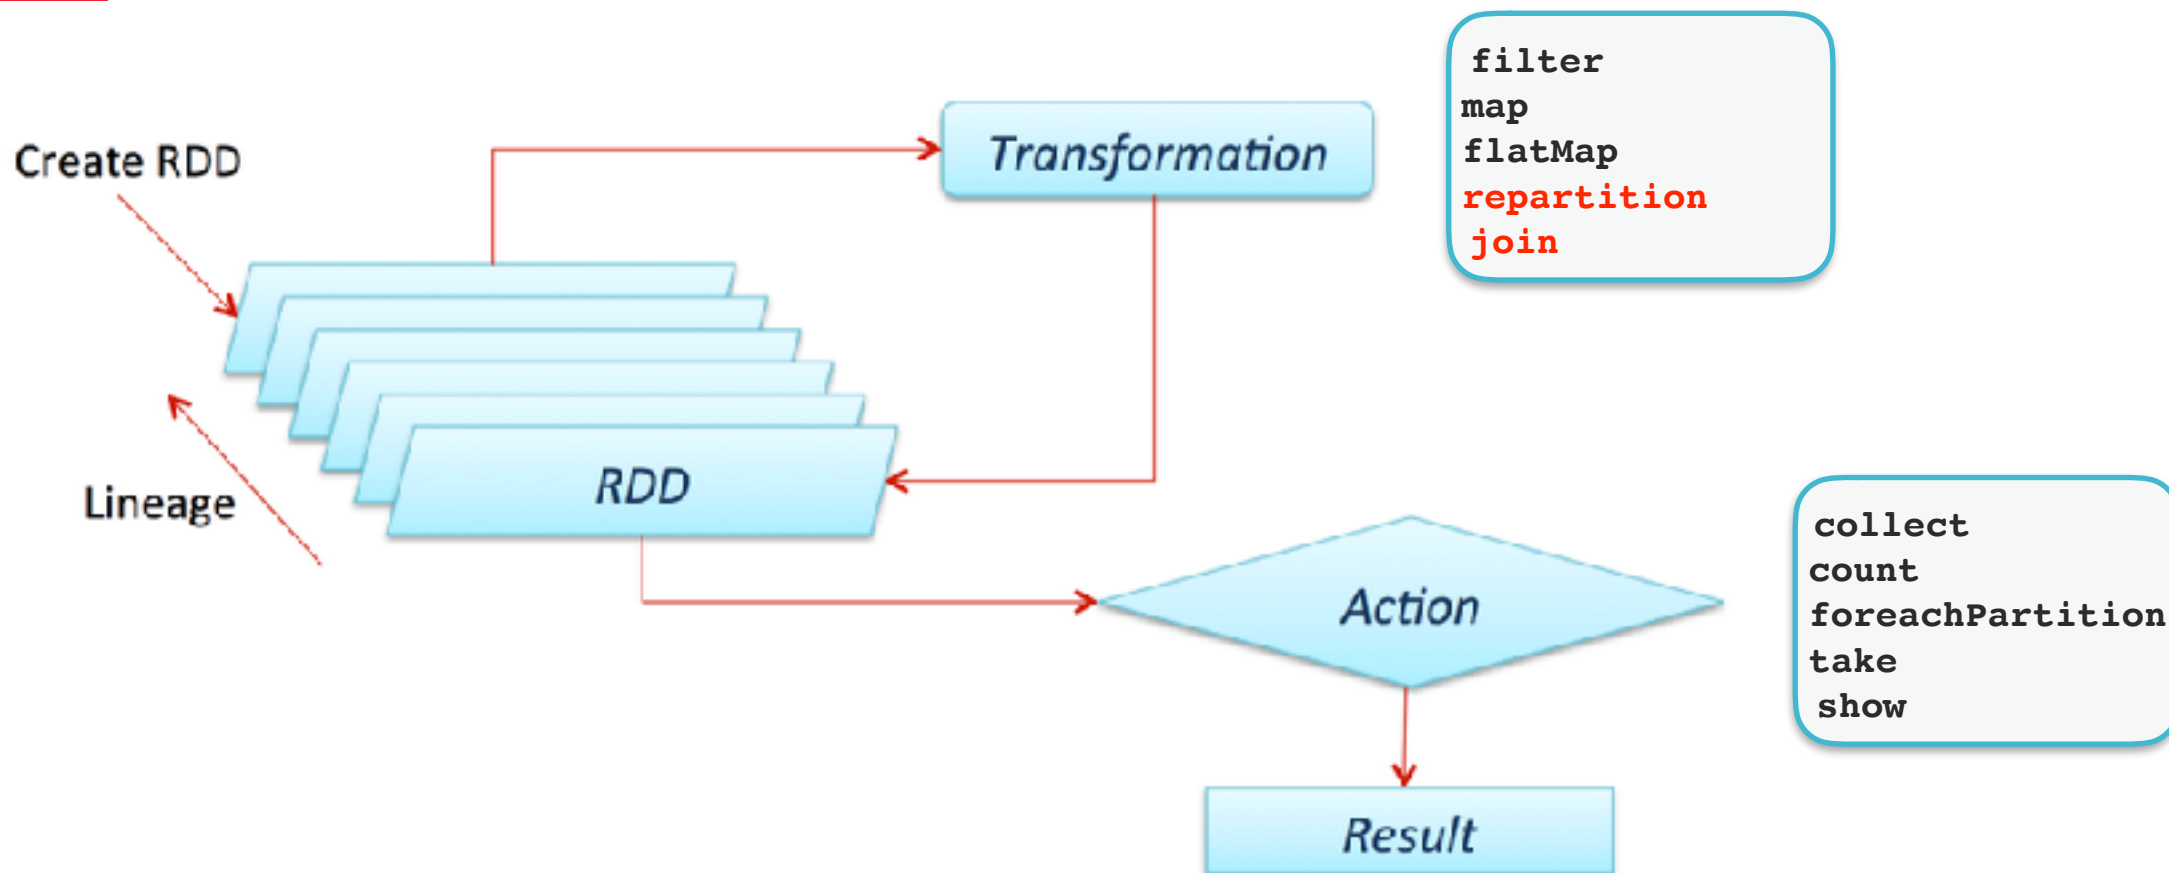 Create RDD
Transformation
filter
map
flatMap
repartition
join
Lineage
RDD
Action
collect
count
foreachPartition
take
show
Result